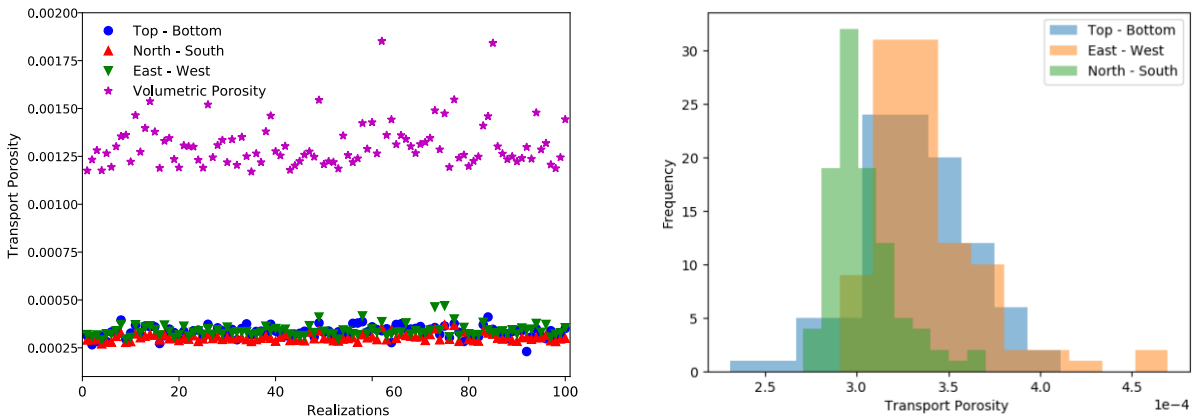 0.00200
0.00175
0.00150
0.00125
0.00100
0.00075
0.00050
0.00025
Transport Porosity
Top - Bottom
North - South
East - West
Volumetric Porosity
0 20 40 60 80 100
Realizations
30
25
20
15
10
5
0
Frequency
Top - Bottom
East - West
North - South
2.5 3.0 3.5 4.0 4.5
1e−4
Transport Porosity